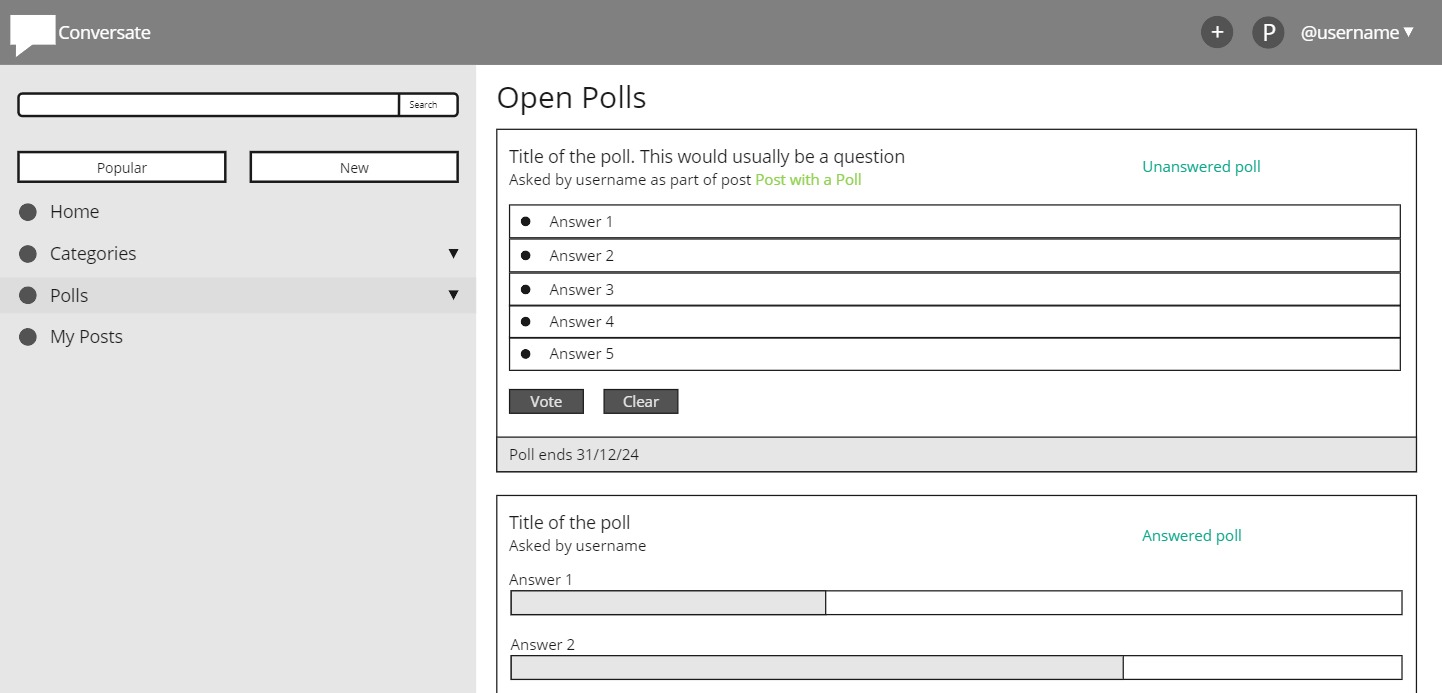 Conversate
+
P
@username ▼
Search
Popular
New
Home
Categories ▼
Polls ▼
My Posts
Open Polls
Title of the poll. This would usually be a question
Asked by username as part of post Post with a Poll
Unanswered poll
Answer 1
Answer 2
Answer 3
Answer 4
Answer 5
Vote
Clear
Poll ends 31/12/24
Title of the poll
Asked by username
Answered poll
Answer 1
Answer 2